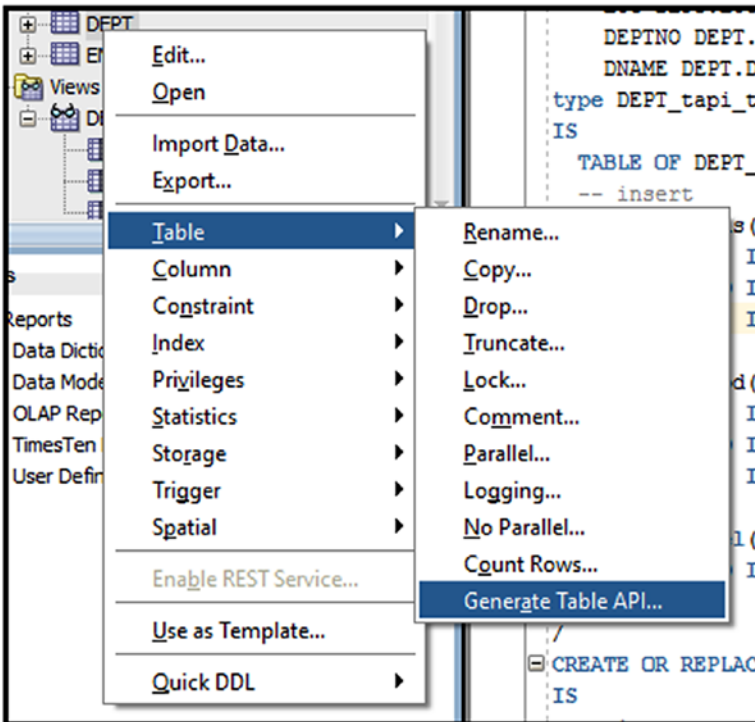 DEPT
Views
Reports
Data Mode
OLAP Rep
TimesTen
User Defin
Edit...
Open
Import Data...
Export...
Table
Column
Constraint
Index
Privileges
Statistics
Storage
Trigger
Spatial
Enable REST Service...
Use as Template...
Quick DDL
Rename...
Copy...
Drop...
Truncate...
Lock...
Comment...
Parallel...
Logging...
No Parallel...
Count Rows...
Generate Table API...
DEPTNO DEPT.
DNAME DEPT.D
type DEPT_tapi_t
IS
TABLE OF DEPT_
-- insert
/
CREATE OR REPLAC
IS